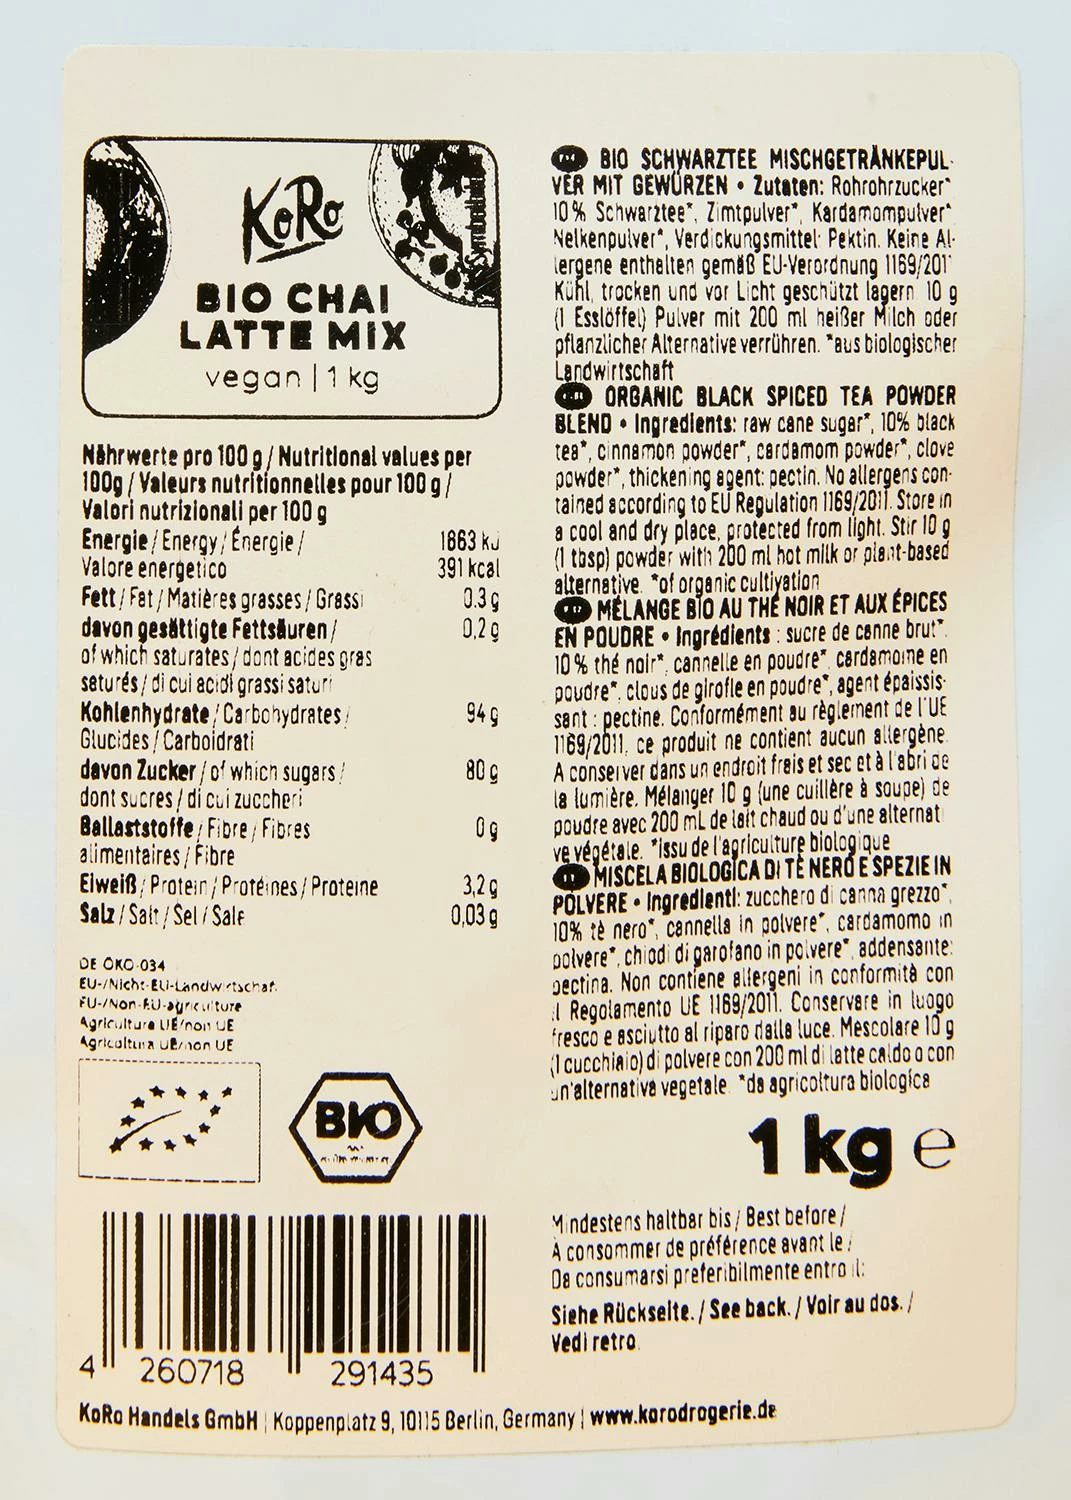 KoRo
Symbolbild
BIO CHAI
LATTE MIX
vegan | 1 kg
Nährwerte pro 100 g / Nutritional values per
100g / Valeurs nutritionnelles pour 100 g /
Valori nutrizionali per 100 g
Energie / Energy / Énergie / 1663 kJ
Valore energetico 391 kcal
Fett / Fat / Matières grasses / Grassi 0.3 g
davon gesättigte Fettsäuren / 0,2 g
of which saturates / dont acides gras
saturés / di cui acidi grassi saturi
Kohlenhydrate / Carbohydrates / 94 g
Glucides / Carboidrati
davon Zucker / of which sugars / 80 g
dont sucres / di cui zuccheri
Ballaststoffe / Fibre / Fibres 0 g
alimentaires / Fibre
Eiweiß / Protein / Protéines / Proteine 3,2 g
Salz / Salt / Sel / Sale 0,03 g
DE ÖKO-034
EU-/Nicht-EU-Landwirtschaf.
EU-/Non-EU-agriculture
Agriculture UE/non UE
Agricoltura UE/non UE
BIO
4 260718 291435
BIO SCHWARZTEE MISCHGETRÄNKEPUL-
VER MIT GEWÜRZEN • Zutaten: Rohrohrzucker*
10% Schwarztee*, Zimtpulver*, Kardamompulver*
Nelkenpulver*, Verdickungsmittel: Pektin. Keine Al-
lergene enthalten gemäß EU-Verordnung 1169/201
Kühl, trocken und vor Licht geschützt lagern. 10 g
(1 Esslöffel) Pulver mit 200 ml heißer Milch oder
pflanzlicher Alternative verrühren. *aus biologischer
Landwirtschaft
ORGANIC BLACK SPICED TEA POWDER
BLEND • Ingredients: raw cane sugar*, 10% black
tea*, cinnamon powder*, cardamom powder*, clove
powder*, thickening agent: pectin. No allergens con-
tained according to EU Regulation 1169/2011. Store in
a cool and dry place, protected from light. Stir 10 g
(1 tbsp) powder with 200 ml hot milk or plant-based
alternative. *of organic cultivation
MÉLANGE BIO AU THÉ NOIR ET AUX ÉPICES
EN POUDRE • Ingrédients : sucre de canne brut*.
10% thé noir*, cannelle en poudre*, cardamome en
poudre*, clous de girofle en poudre*, agent épaissis-
sant : pectine. Conformément au règlement de l'UE
1169/2011, ce produit ne contient aucun allergène.
A conserver dans un endroit frais et sec et à l'abri de
la lumière. Mélanger 10 g (une cuillère à soupe) de
poudre avec 200 mL de lait chaud ou d'une alternati
ve végétale. *issu de l'agriculture biologique
MISCELA BIOLOGICA DI TÈ NERO E SPEZIE IN
POLVERE • Ingredienti: zucchero di canna grezzo*,
10% tè nero*, cannella in polvere*, cardamomo in
polvere*, chiodi di garofano in polvere*, addensante:
pectina. Non contiene allergeni in conformità con
il Regolamento UE 1169/2011. Conservare in luogo
fresco e asciutto al riparo dalla luce. Mescolare 10 g
(1 cucchiaio) di polvere con 200 ml di latte caldo o con
un'alternativa vegetale. *da agricoltura biologica
1 kg e
Mindestens haltbar bis / Best before /
À consommer de préférence avant le /
Da consumarsi preferibilmente entro il:
Siehe Rückseite. / See back. / Voir au dos. /
Vedi retro.
KoRo Handels GmbH | Koppenplatz 9, 10115 Berlin, Germany | www.korodrogerie.de